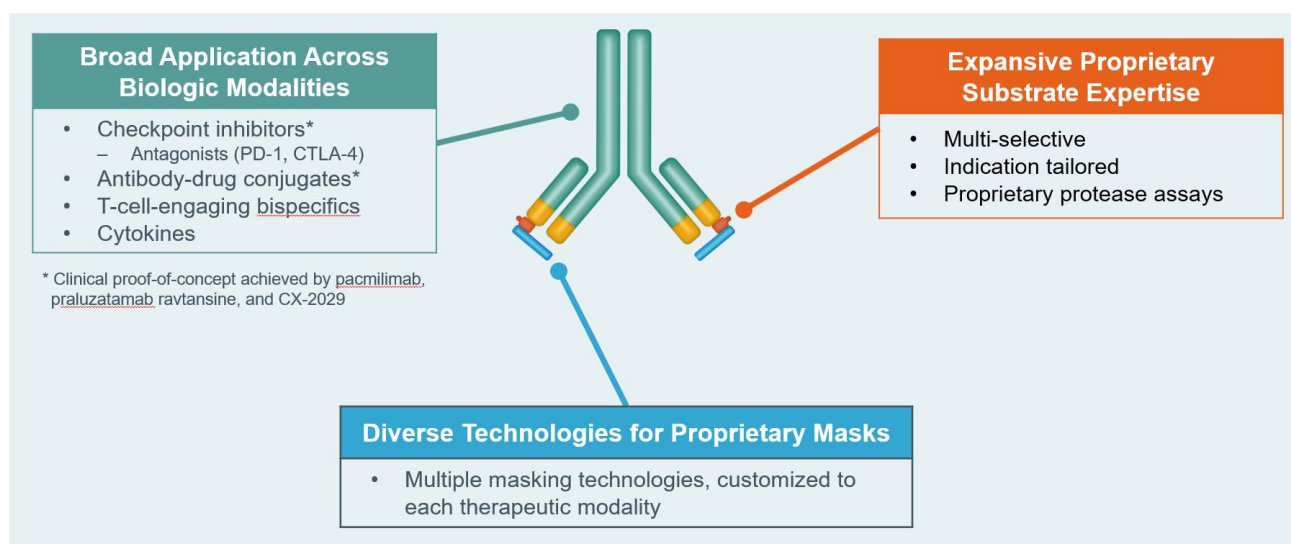 Broad Application Across
Biologic Modalities
• Checkpoint inhibitors*
– Antagonists (PD-1, CTLA-4)
• Antibody-drug conjugates*
• T-cell-engaging bispecifics
• Cytokines
* Clinical proof-of-concept achieved by pacmilimab,
praluzatamab ravtansine, and CX-2029
Expansive Proprietary
Substrate Expertise
• Multi-selective
• Indication tailored
• Proprietary protease assays
Diverse Technologies for Proprietary Masks
• Multiple masking technologies, customized to
each therapeutic modality